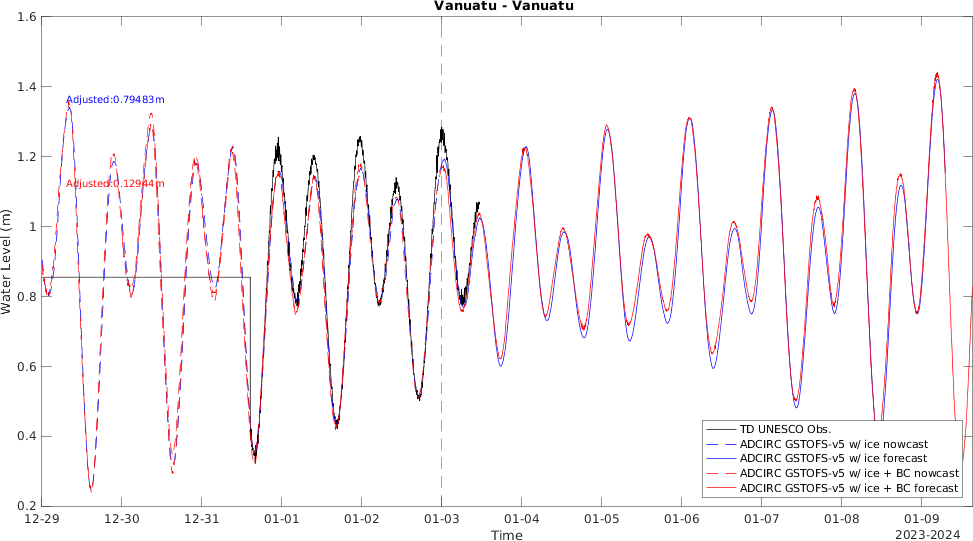 Vanuatu - Vanuatu
1.6
1.4
1.2
1
0.8
0.6
0.4
0.2
Water Level (m)
Adjusted:0.79483m
Adjusted:0.12944m
TD UNESCO Obs.
ADCIRC GSTOFS-v5 w/ ice nowcast
ADCIRC GSTOFS-v5 w/ ice forecast
ADCIRC GSTOFS-v5 w/ ice + BC nowcast
ADCIRC GSTOFS-v5 w/ ice + BC forecast
12-29 12-30 12-31 01-01 01-02 01-03 01-04 01-05 01-06 01-07 01-08 01-09
Time
2023-2024